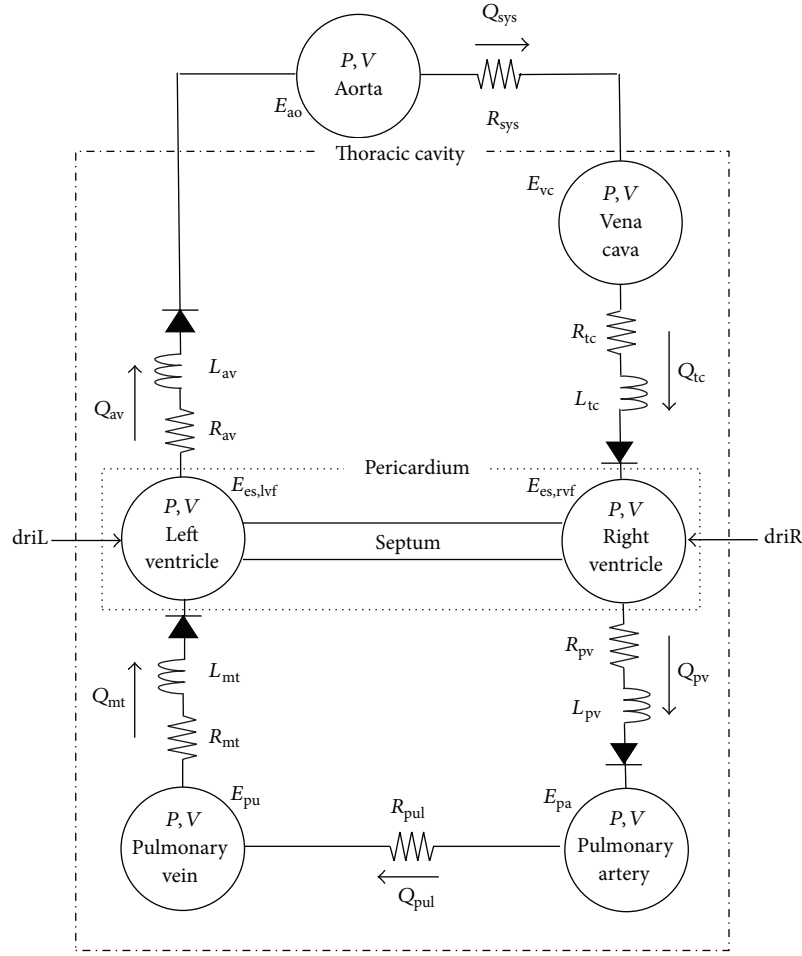 Q_sys
P, V
Aorta
E_ao
R_sys
Thoracic cavity
E_vc
P, V
Vena
cava
R_tc
Q_tc
L_tc
L_av
Q_av
R_av
Pericardium
E_es,lvf
E_es,rvf
P, V
Left
ventricle
driL
Septum
P, V
Right
ventricle
driR
L_mt
Q_mt
R_mt
R_pv
Q_pv
L_pv
E_pu
P, V
Pulmonary
vein
R_pul
Q_pul
E_pa
P, V
Pulmonary
artery